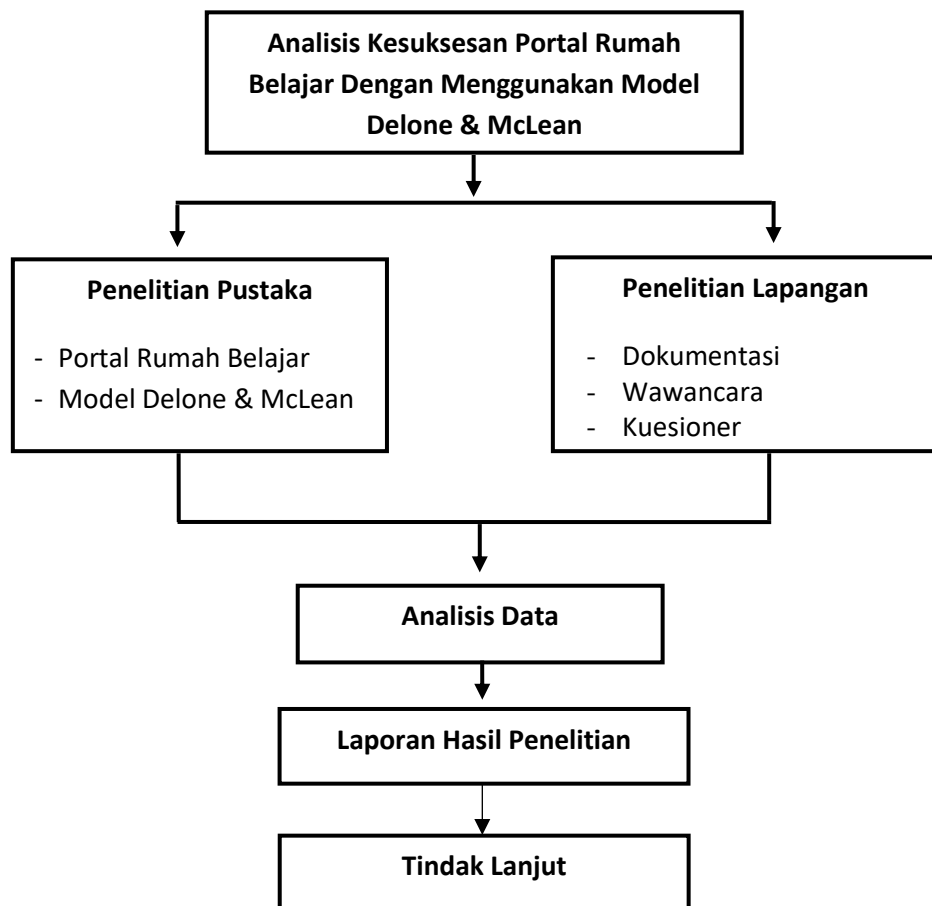 Analisis Kesuksesan Portal Rumah
Belajar Dengan Menggunakan Model
Delone & McLean
Penelitian Pustaka
- Portal Rumah Belajar
- Model Delone & McLean
Penelitian Lapangan
- Dokumentasi
- Wawancara
- Kuesioner
Analisis Data
Laporan Hasil Penelitian
Tindak Lanjut